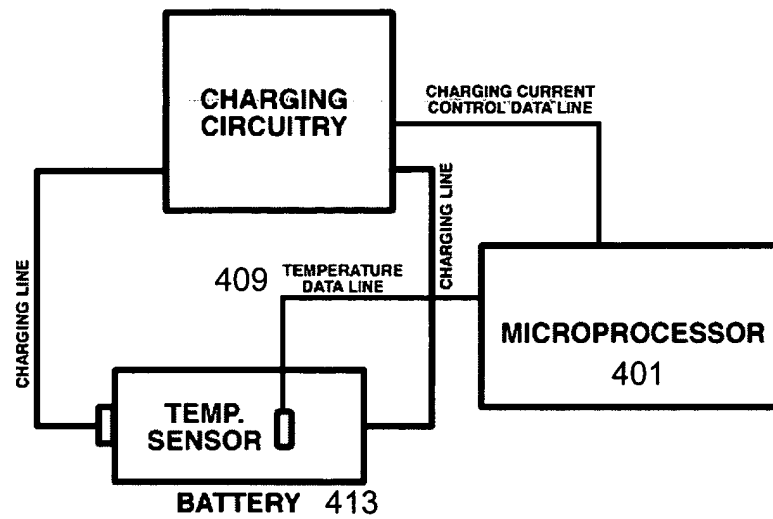 CHARGING
CIRCUITRY
CHARGING CURRENT
CONTROL DATA LINE
CHARGING LINE
CHARGING LINE
409
TEMPERATURE
DATA LINE
MICROPROCESSOR
401
TEMP.
SENSOR
BATTERY 413